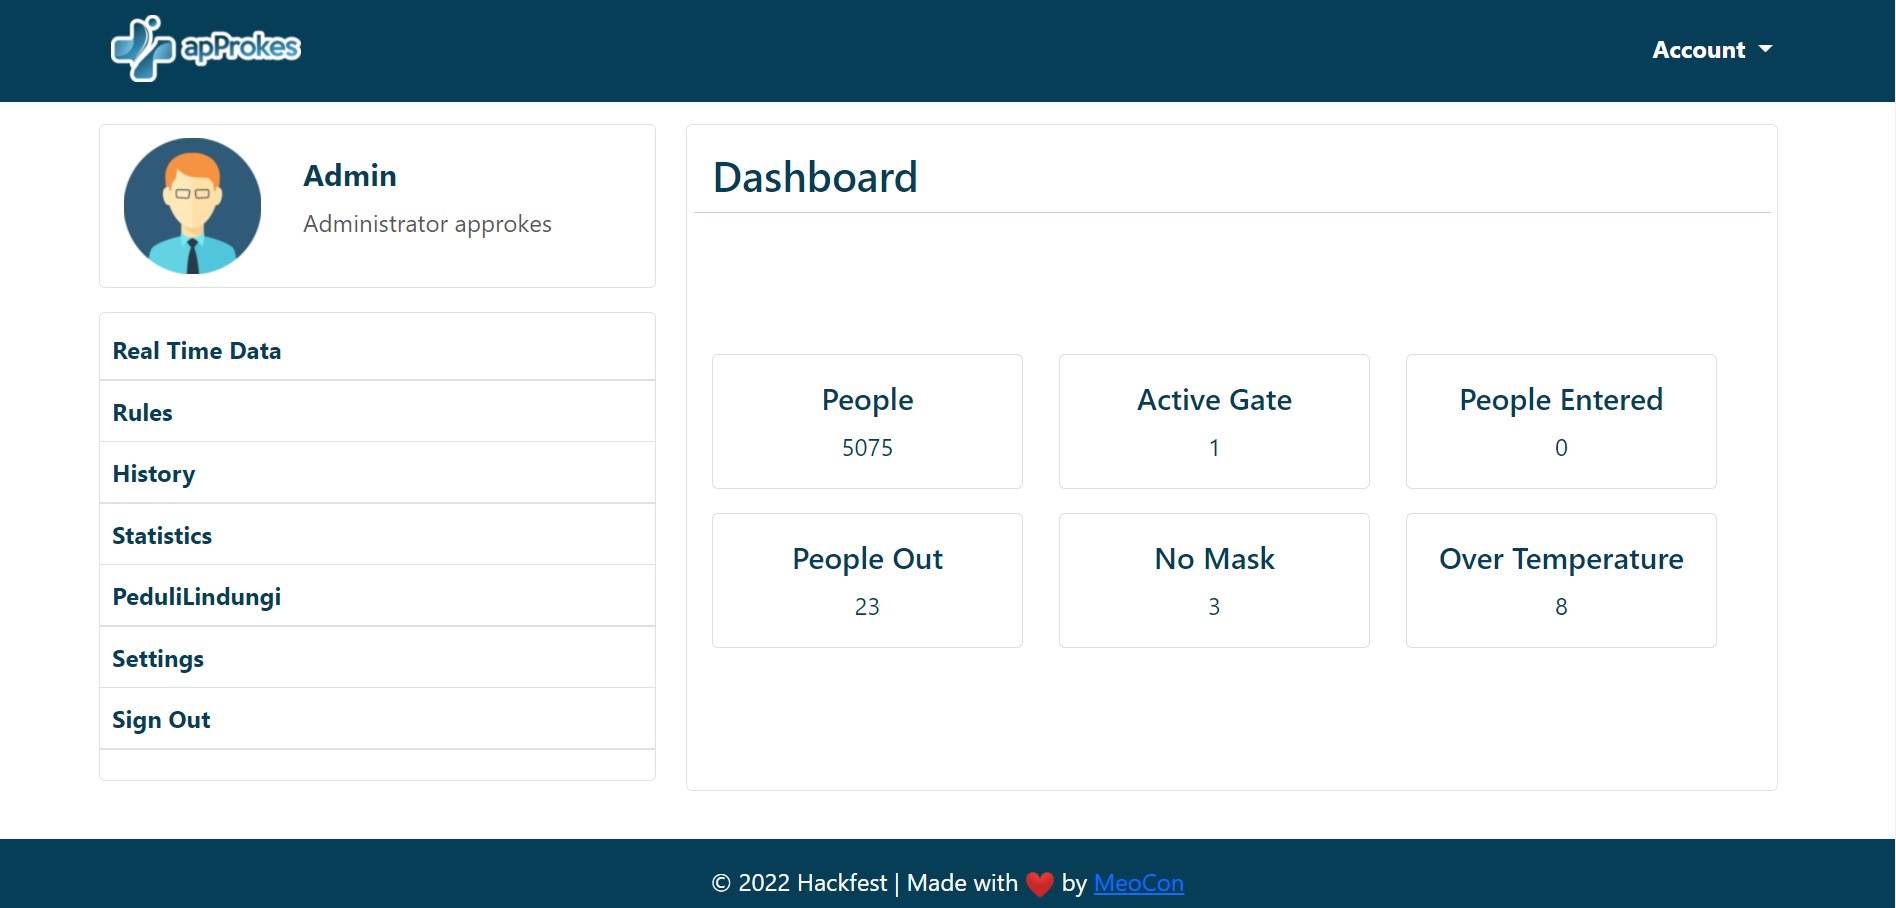 apProkes
Account
Admin
Administrator approkes
Real Time Data
Rules
History
Statistics
PeduliLindungi
Settings
Sign Out
Dashboard
People
5075
Active Gate
1
People Entered
0
People Out
23
No Mask
3
Over Temperature
8
© 2022 Hackfest | Made with ❤️ by MeoCon